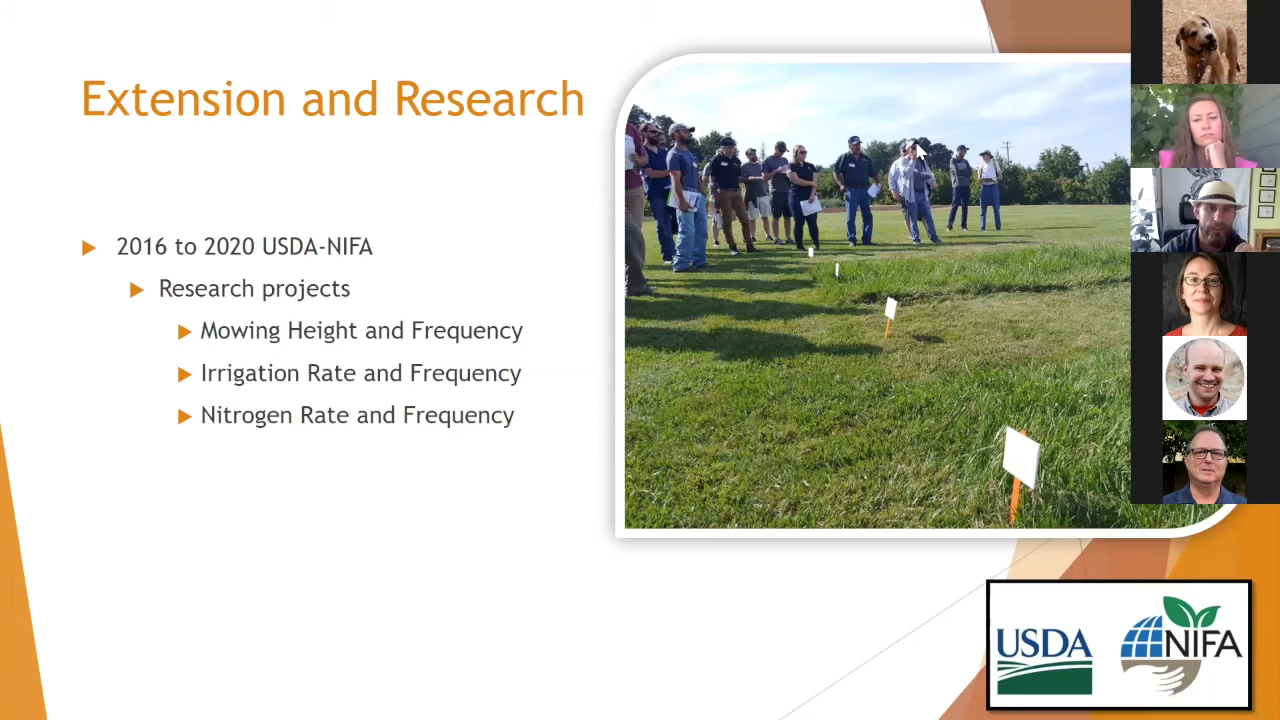 Extension and Research
2016 to 2020 USDA-NIFA
Research projects
Mowing Height and Frequency
Irrigation Rate and Frequency
Nitrogen Rate and Frequency
USDA
NIFA